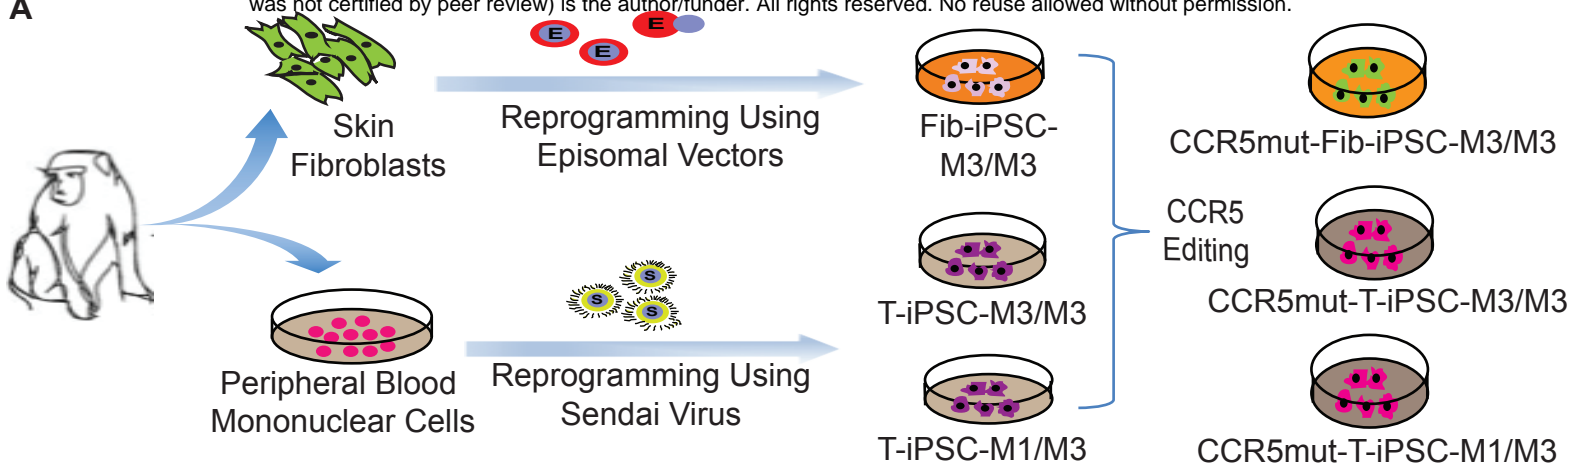 A
was not certified by peer review) is the author/funder. All rights reserved. No reuse allowed without permission.
E
E
E
Skin
Fibroblasts
Reprogramming Using
Episomal Vectors
Fib-iPSC-
M3/M3
CCR5mut-Fib-iPSC-M3/M3
CCR5
Editing
S
S
S
T-iPSC-M3/M3
CCR5mut-T-iPSC-M3/M3
Peripheral Blood
Mononuclear Cells
Reprogramming Using
Sendai Virus
T-iPSC-M1/M3
CCR5mut-T-iPSC-M1/M3